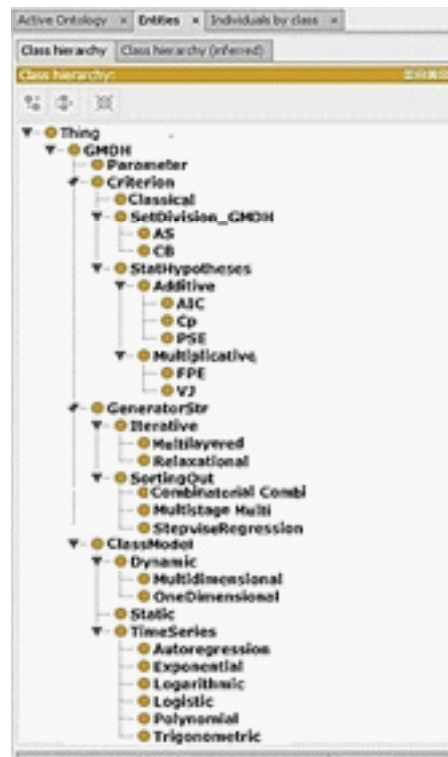 Active Ontology × Entities × Individuals by class ×
Class hierarchy Class hierarchy (inferred)
Class hierarchy:
Thing
GMDH
Parameter
Criterion
Classical
SetDivision_GMDH
AS
CB
StatHypotheses
Additive
AIC
Cp
PSE
Multiplicative
FPE
VJ
GeneratorStr
Iterative
Multilayered
Relaxational
SortingOut
Combinatorial Combi
Multistage Multi
StepwiseRegression
ClassModel
Dynamic
Multidimensional
OneDimensional
Static
TimeSeries
Autoregression
Exponential
Logarithmic
Logistic
Polynomial
Trigonometric